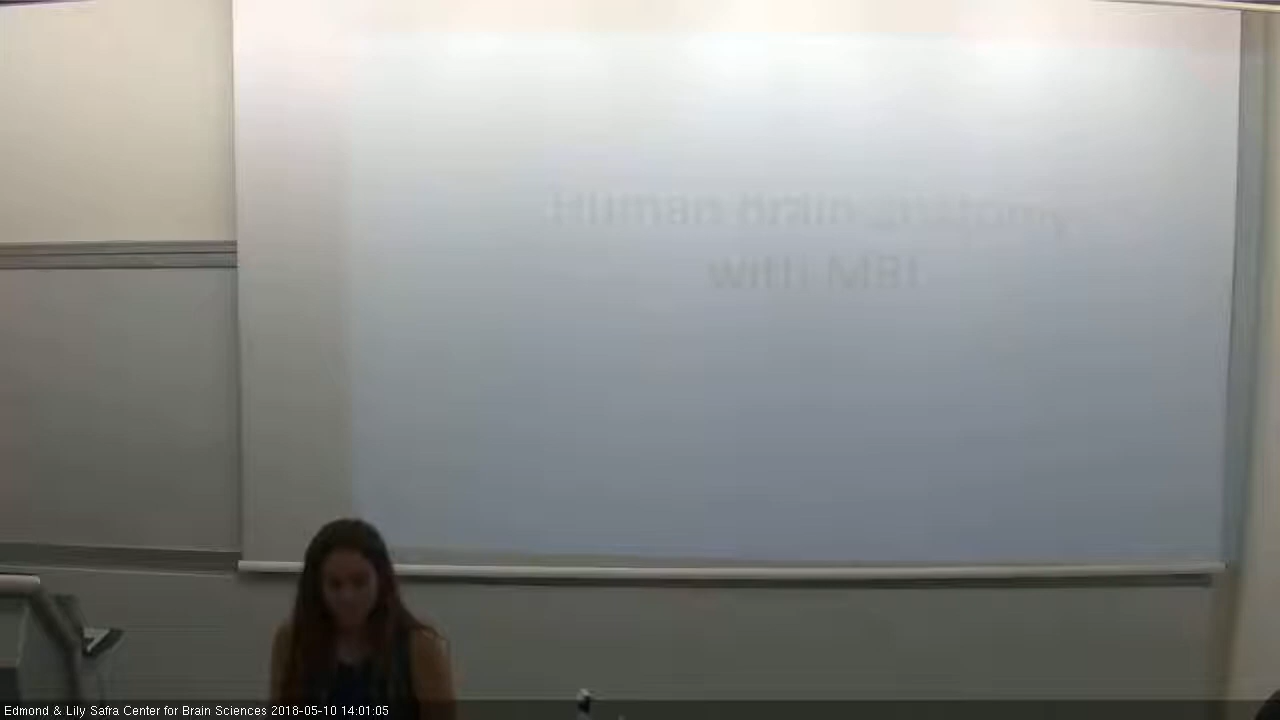 Human Brain anatomy
with MRI
Edmond & Lily Safra Center for Brain Sciences 2018-05-10 14:01:05